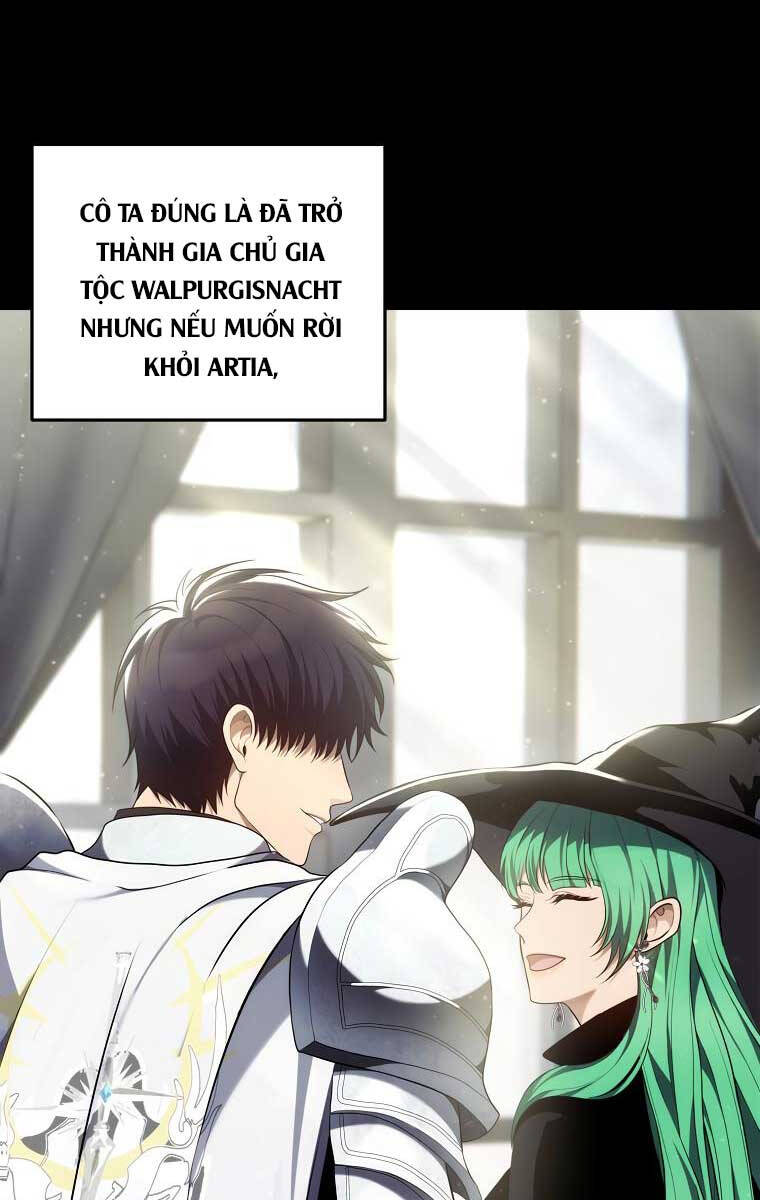 CÔ TA ĐÚNG LÀ ĐÃ TRỞ
THÀNH GIA CHỦ GIA
TỘC WALPURGISNACHT
NHƯNG NẾU MUỐN RỜI
KHỎI ARTIA,